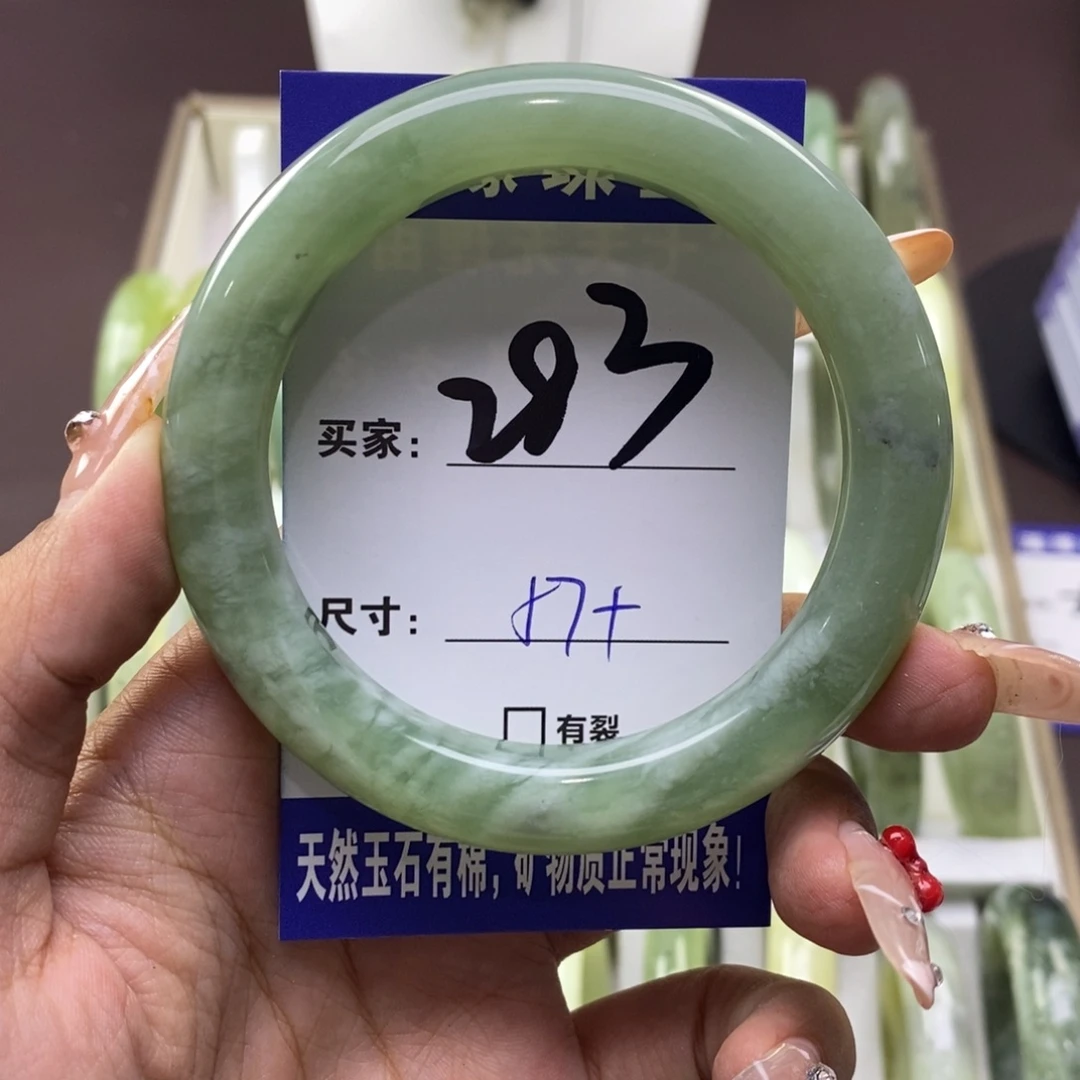 买家: 283
尺寸: 57+
□ 有裂
天然玉石有棉, 矿物质正常现象!